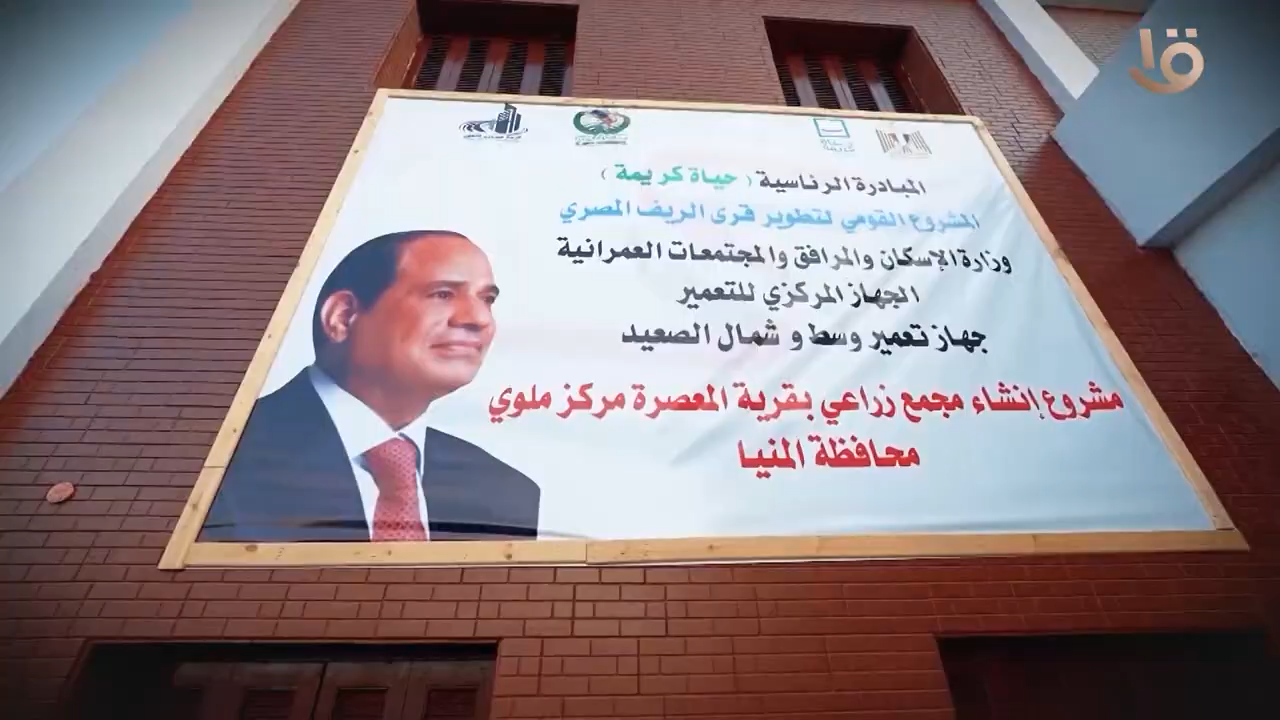 المبادرة الرئاسية ( حياة كريمة )
المشروع القومي لتطوير قرى الريف المصري
وزارة الإسكان والمرافق والمجتمعات العمرانية
الجهاز المركزي للتعمير
جهاز تعمير وسط و شمال الصعيد
مشروع إنشاء مجمع زراعي بقرية المعصرة مركز ملوي
محافظة المنيا